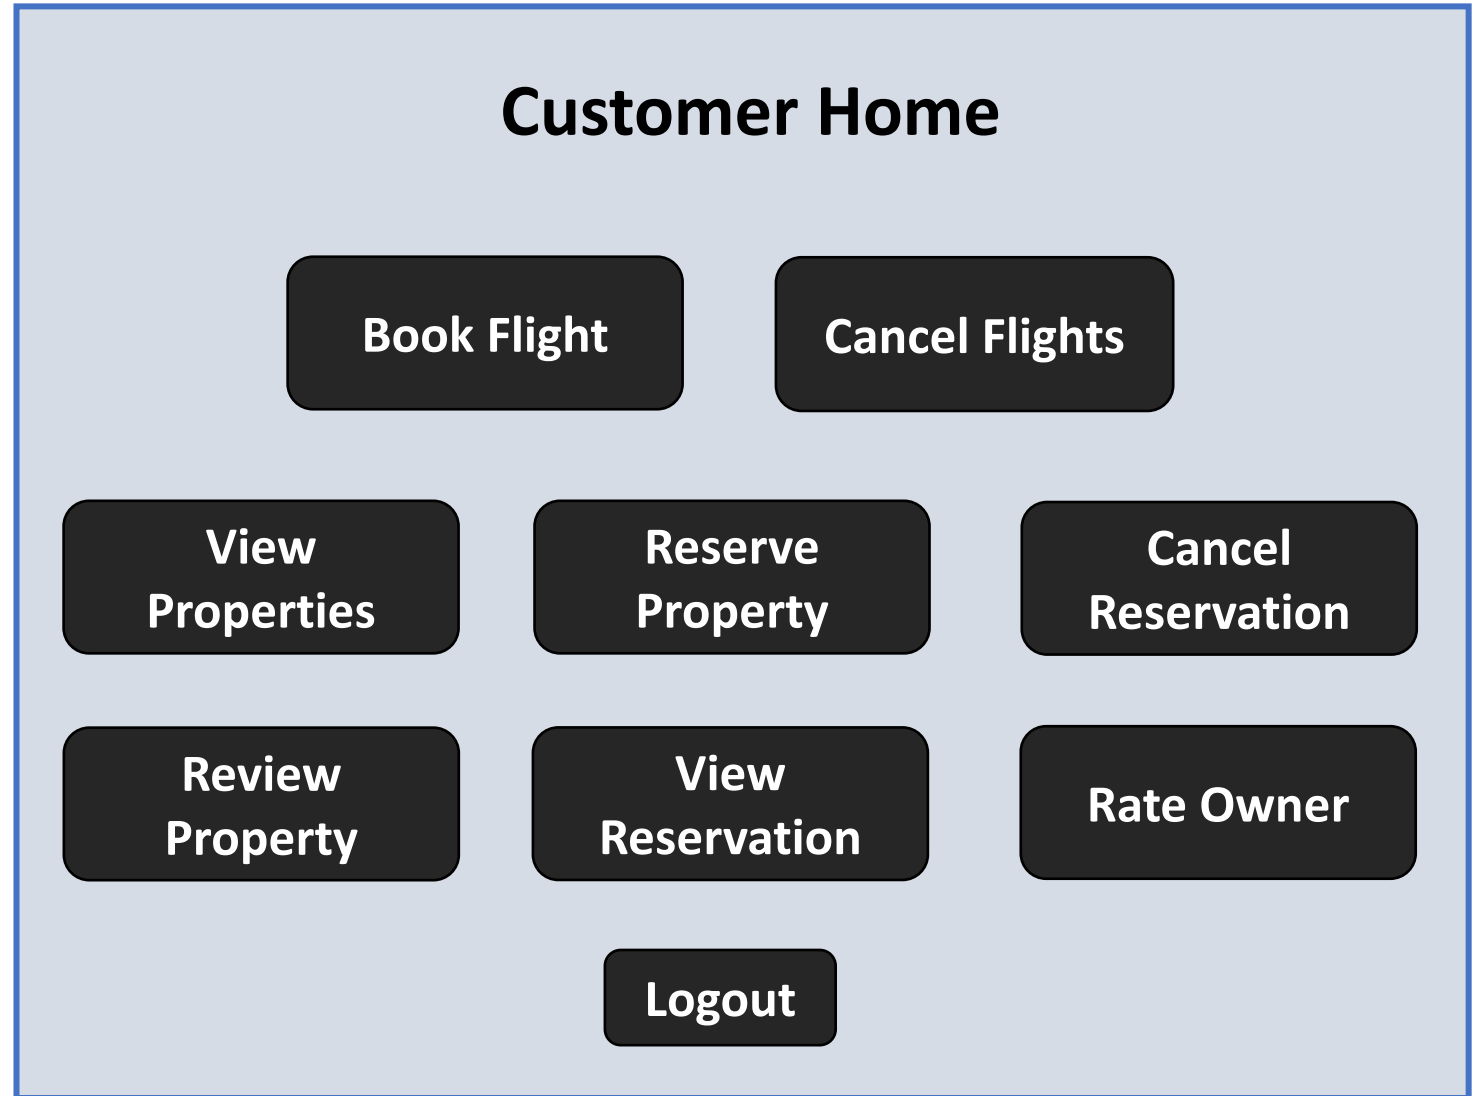 Customer Home
Book Flight
Cancel Flights
View
Properties
Reserve
Property
Cancel
Reservation
Review
Property
View
Reservation
Rate Owner
Logout